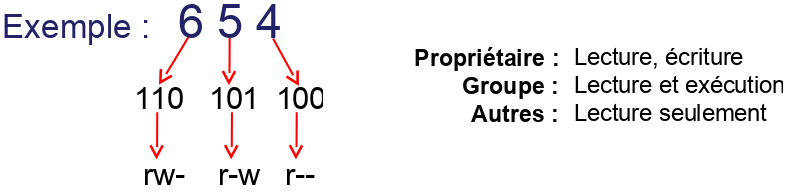 Exemple : 6 5 4
110 101 100
rw- r-w r--
Propriétaire : Lecture, écriture
Groupe : Lecture et exécution
Autres : Lecture seulement